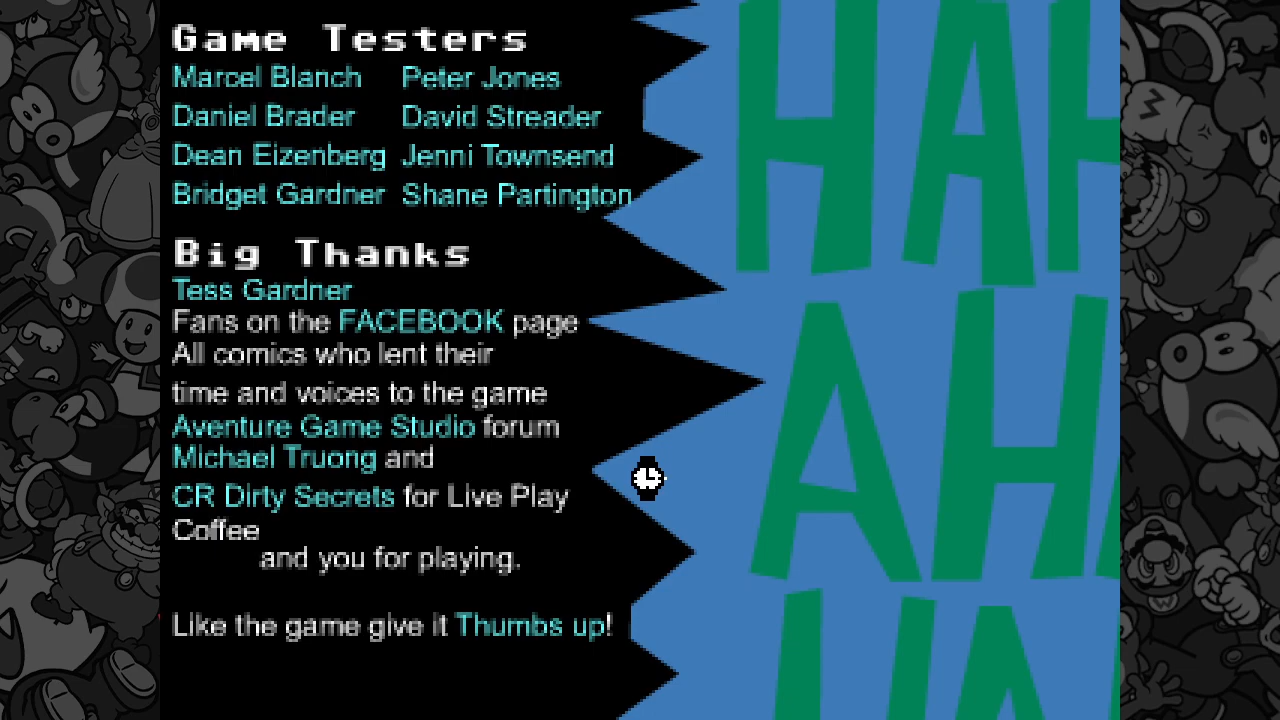 Game Testers
Marcel Blanch Peter Jones
Daniel Brader David Streader
Dean Eizenberg Jenni Townsend
Bridget Gardner Shane Partington
Big Thanks
Tess Gardner
Fans on the FACEBOOK page
All comics who lent their
time and voices to the game
Aventure Game Studio forum
Michael Truong and
CR Dirty Secrets for Live Play
Coffee
and you for playing.
Like the game give it Thumbs up!
HAH
AH